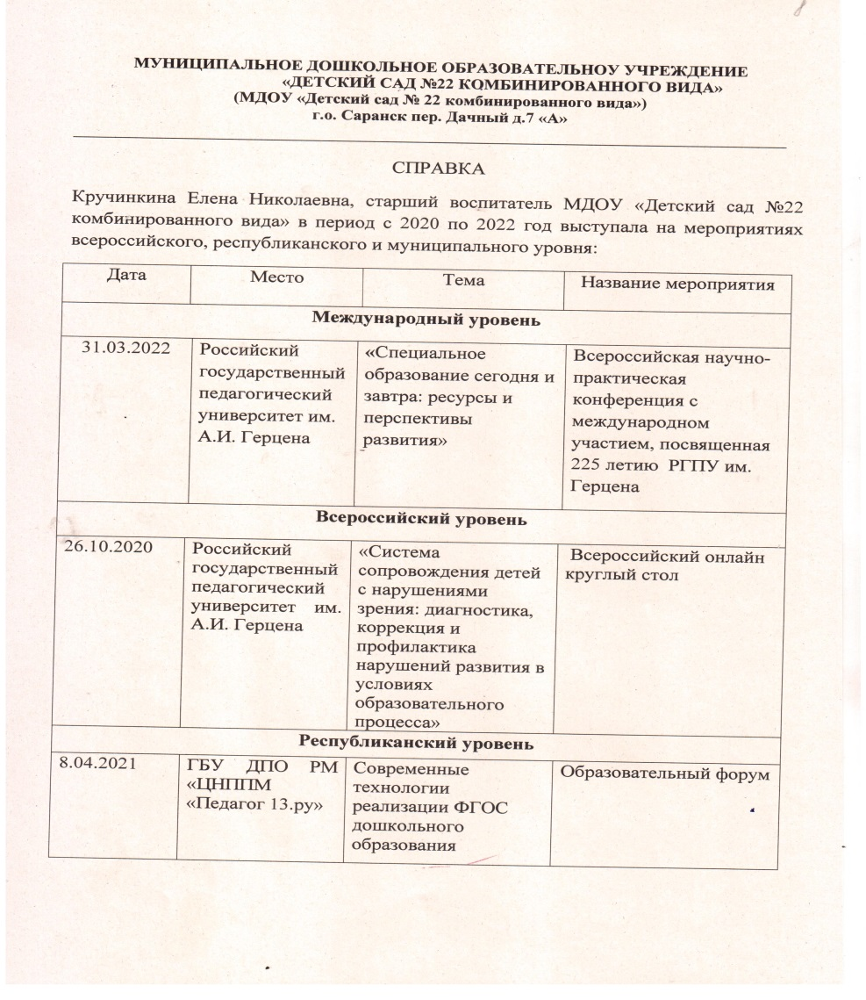 МУНИЦИПАЛЬНОЕ ДОШКОЛЬНОЕ ОБРАЗОВАТЕЛЬНОУ УЧРЕЖДЕНИЕ
«ДЕТСКИЙ САД №22 КОМБИНИРОВАННОГО ВИДА»
(МДОУ «Детский сад № 22 комбинированного вида»)
г.о. Саранск пер. Дачный д.7 «А»
СПРАВКА
Кручинкина Елена Николаевна, старший воспитатель МДОУ «Детский сад №22
комбинированного вида» в период с 2020 по 2022 год выступала на мероприятиях
всероссийского, республиканского и муниципального уровня:
Дата
Место
Тема
Название мероприятия
Международный уровень
31.03.2022
Российский
государственный
педагогический
университет им.
А.И. Герцена
«Специальное
образование сегодня и
завтра: ресурсы и
перспективы
развития»
Всероссийская научно-
практическая
конференция с
международном
участием, посвященная
225 летию РГПУ им.
Герцена
Всероссийский уровень
26.10.2020
Российский
государственный
педагогический
университет им.
А.И. Герцена
«Система
сопровождения детей
с нарушениями
зрения: диагностика,
коррекция и
профилактика
нарушений развития в
условиях
образовательного
процесса»
Всероссийский онлайн
круглый стол
Республиканский уровень
8.04.2021
ГБУ ДПО РМ
«ЦНППМ
«Педагог 13.ру»
Современные
технологии
реализации ФГОС
дошкольного
образования
Образовательный форум